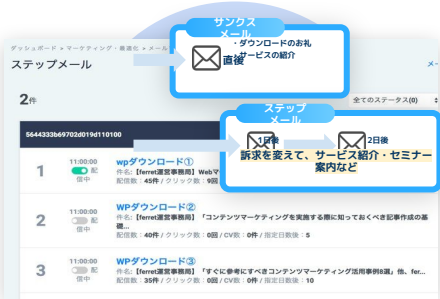 サンクス
メール
・ダウンロードのお礼
サービスの紹介
直後
ダッシュボード > マーケティング・最適化 > メール
ステップメール
メー
2件
全てのステータス(0)
ステップ
メール
1日後
2日後
訴求を変えて、サービス紹介・セミナー
案内など
5644333b69702d019d110100
1
11:00:00
配
信中
wpダウンロード①
件名:【ferret運営事務局】Webマ
配信数：45件 / クリック数：9回
2
11:00:00
配
信中
WPダウンロード②
件名:【ferret運営事務局】「コンテンツマーケティングを実施する際に知っておくべき記事作成の基
礎...
配信数：40件 / クリック数：0回 / CV数：0件 / 指定日数後：5
3
11:00:00
配
信中
WPダウンロード③
件名:【ferret運営事務局】「すぐに参考にすべきコンテンツマーケティング活用事例8選」他、fer...
配信数：35件 / クリック数：0回 / CV数：0件 / 指定日数後：10